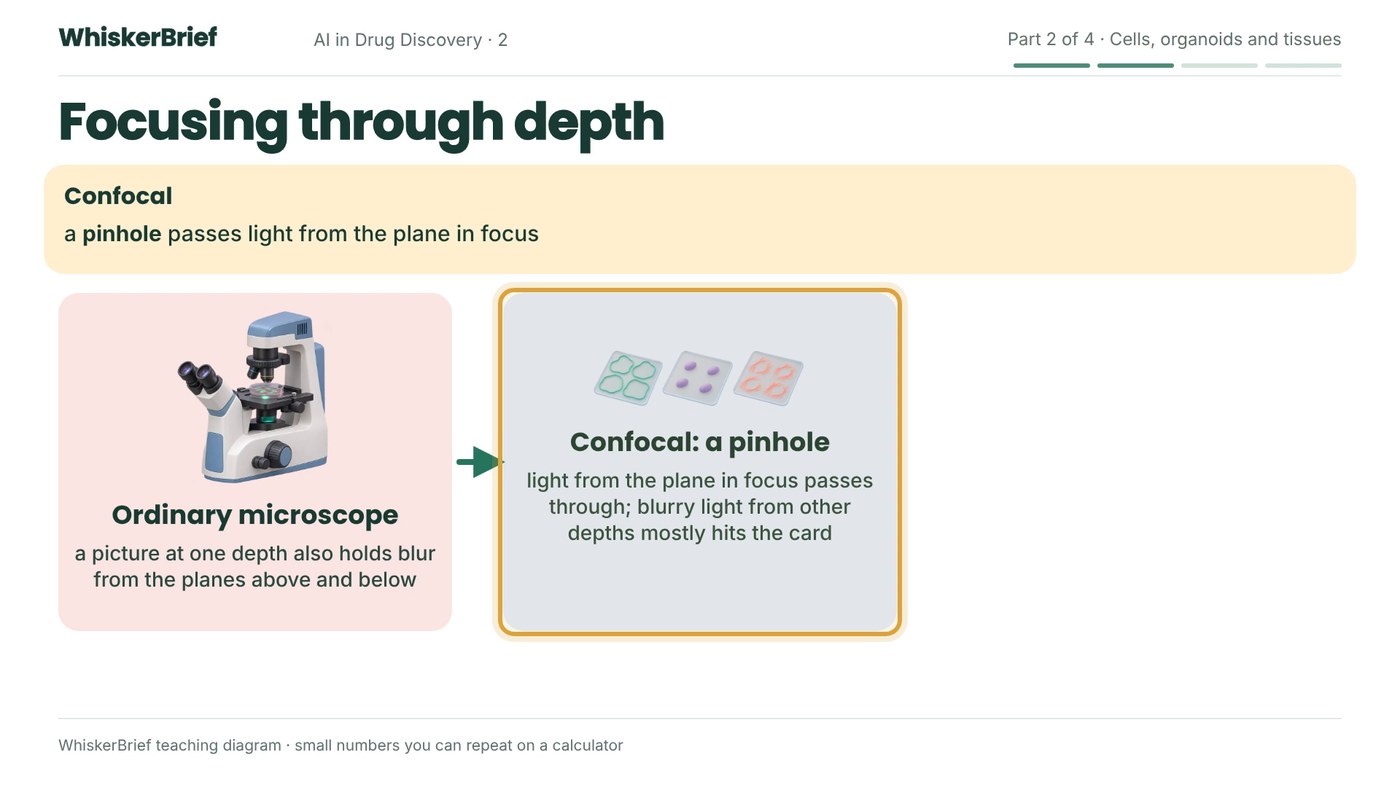 WhiskerBrief
AI in Drug Discovery · 2
Part 2 of 4 · Cells, organoids and tissues
Focusing through depth
Confocal
a pinhole passes light from the plane in focus
Ordinary microscope
a picture at one depth also holds blur
from the planes above and below
Confocal: a pinhole
light from the plane in focus passes
through; blurry light from other
depths mostly hits the card
WhiskerBrief teaching diagram · small numbers you can repeat on a calculator